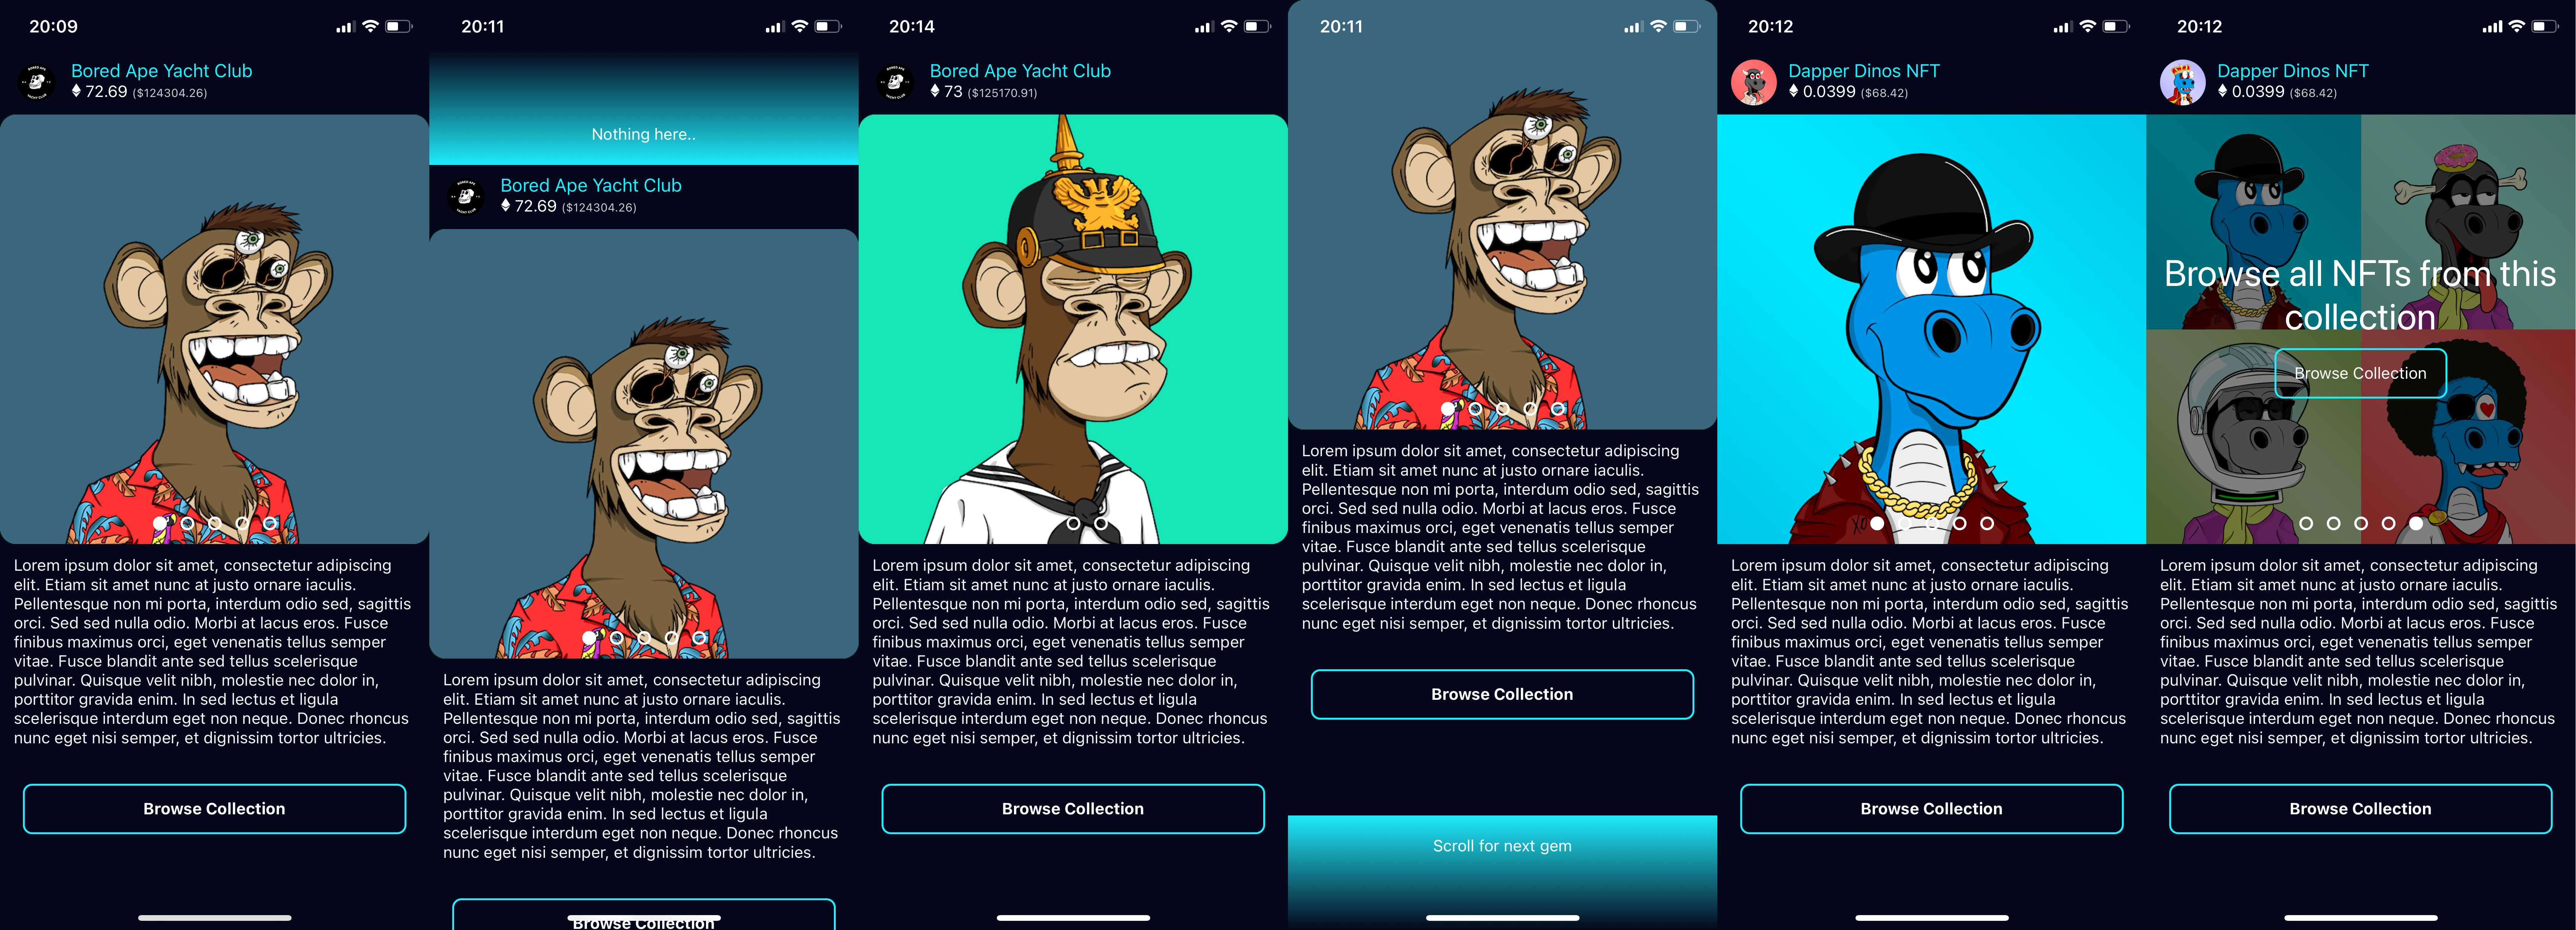 20:09
Bored Ape Yacht Club
72.69 ($124304.26)
Lorem ipsum dolor sit amet, consectetur adipiscing
elit. Etiam sit amet nunc at justo ornare iaculis.
Pellentesque non mi porta, interdum odio sed, sagittis
orci. Sed sed nulla odio. Morbi at lacus eros. Fusce
finibus maximus orci, eget venenatis tellus semper
vitae. Fusce blandit ante sed tellus scelerisque
pulvinar. Quisque velit nibh, molestie nec dolor in,
porttitor gravida enim. In sed lectus et ligula
scelerisque interdum eget non neque. Donec rhoncus
nunc eget nisi semper, et dignissim tortor ultricies.
Browse Collection
20:11
Nothing here..
Bored Ape Yacht Club
72.69 ($124304.26)
Lorem ipsum dolor sit amet, consectetur adipiscing
elit. Etiam sit amet nunc at justo ornare iaculis.
Pellentesque non mi porta, interdum odio sed, sagittis
orci. Sed sed nulla odio. Morbi at lacus eros. Fusce
finibus maximus orci, eget venenatis tellus semper
vitae. Fusce blandit ante sed tellus scelerisque
pulvinar. Quisque velit nibh, molestie nec dolor in,
porttitor gravida enim. In sed lectus et ligula
scelerisque interdum eget non neque. Donec rhoncus
nunc eget nisi semper, et dignissim tortor ultricies.
Browse Collection
20:14
Bored Ape Yacht Club
73 ($125170.91)
Lorem ipsum dolor sit amet, consectetur adipiscing
elit. Etiam sit amet nunc at justo ornare iaculis.
Pellentesque non mi porta, interdum odio sed, sagittis
orci. Sed sed nulla odio. Morbi at lacus eros. Fusce
finibus maximus orci, eget venenatis tellus semper
vitae. Fusce blandit ante sed tellus scelerisque
pulvinar. Quisque velit nibh, molestie nec dolor in,
porttitor gravida enim. In sed lectus et ligula
scelerisque interdum eget non neque. Donec rhoncus
nunc eget nisi semper, et dignissim tortor ultricies.
Browse Collection
20:11
Lorem ipsum dolor sit amet, consectetur adipiscing
elit. Etiam sit amet nunc at justo ornare iaculis.
Pellentesque non mi porta, interdum odio sed, sagittis
orci. Sed sed nulla odio. Morbi at lacus eros. Fusce
finibus maximus orci, eget venenatis tellus semper
vitae. Fusce blandit ante sed tellus scelerisque
pulvinar. Quisque velit nibh, molestie nec dolor in,
porttitor gravida enim. In sed lectus et ligula
scelerisque interdum eget non neque. Donec rhoncus
nunc eget nisi semper, et dignissim tortor ultricies.
Browse Collection
Scroll for next gem
20:12
Dapper Dinos NFT
0.0399 ($68.42)
Lorem ipsum dolor sit amet, consectetur adipiscing
elit. Etiam sit amet nunc at justo ornare iaculis.
Pellentesque non mi porta, interdum odio sed, sagittis
orci. Sed sed nulla odio. Morbi at lacus eros. Fusce
finibus maximus orci, eget venenatis tellus semper
vitae. Fusce blandit ante sed tellus scelerisque
pulvinar. Quisque velit nibh, molestie nec dolor in,
porttitor gravida enim. In sed lectus et ligula
scelerisque interdum eget non neque. Donec rhoncus
nunc eget nisi semper, et dignissim tortor ultricies.
Browse Collection
20:12
Dapper Dinos NFT
0.0399 ($68.42)
Browse all NFTs from this
collection
Browse Collection
Lorem ipsum dolor sit amet, consectetur adipiscing
elit. Etiam sit amet nunc at justo ornare iaculis.
Pellentesque non mi porta, interdum odio sed, sagittis
orci. Sed sed nulla odio. Morbi at lacus eros. Fusce
finibus maximus orci, eget venenatis tellus semper
vitae. Fusce blandit ante sed tellus scelerisque
pulvinar. Quisque velit nibh, molestie nec dolor in,
porttitor gravida enim. In sed lectus et ligula
scelerisque interdum eget non neque. Donec rhoncus
nunc eget nisi semper, et dignissim tortor ultricies.
Browse Collection